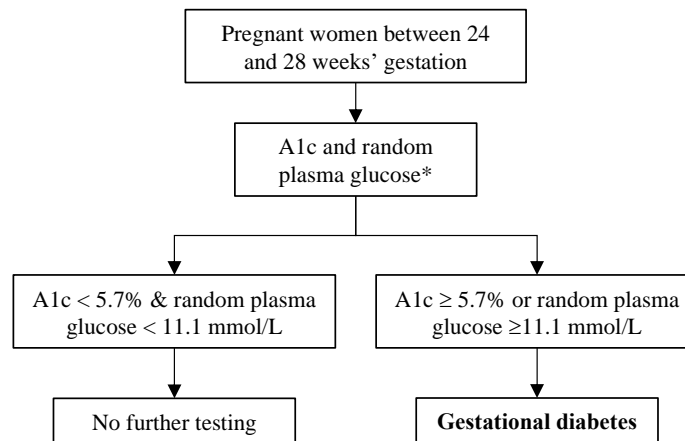 Pregnant women between 24
and 28 weeks’ gestation
A1c and random
plasma glucose*
A1c < 5.7% & random plasma
glucose < 11.1 mmol/L
A1c ≥ 5.7% or random plasma
glucose ≥11.1 mmol/L
No further testing
Gestational diabetes